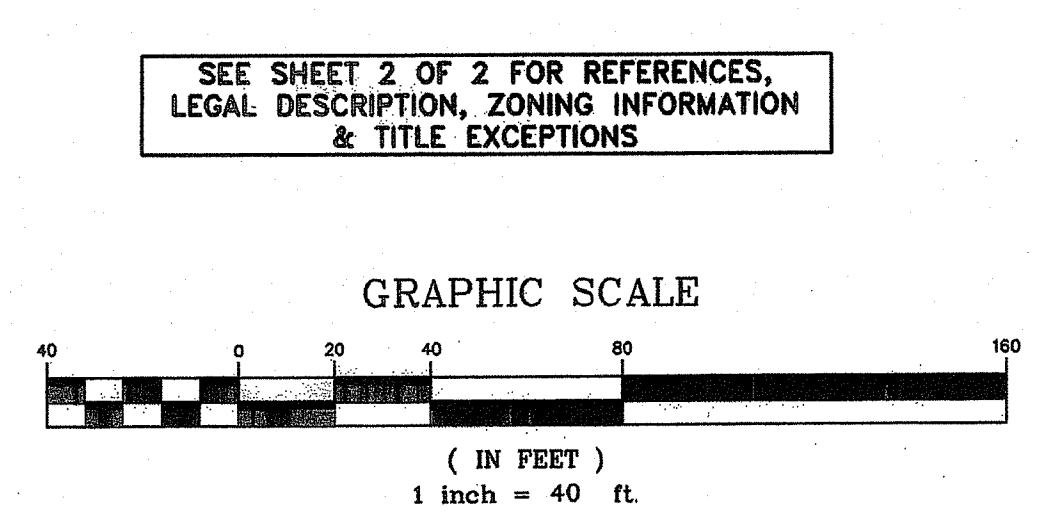 SEE SHEET 2 OF 2 FOR REFERENCES,
LEGAL DESCRIPTION, ZONING INFORMATION
& TITLE EXCEPTIONS
GRAPHIC SCALE
40 0 20 40 80 160
( IN FEET )
1 inch = 40 ft.